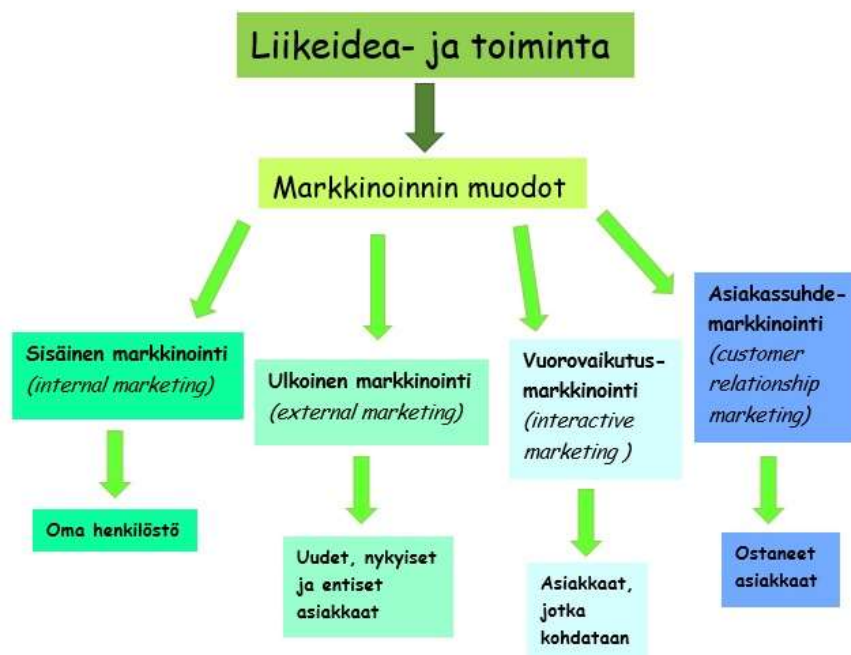 Liikeidea- ja toiminta
Markkinoinnin muodot
Sisäinen markkinointi
(internal marketing)
Oma henkilöstö
Ulkoinen markkinointi
(external marketing)
Uudet, nykyiset
ja entiset
asiakkaat
Vuorovaikutus-
markkinointi
(interactive
marketing )
Asiakkaat,
jotka
kohdataan
Asiakassuhde-
markkinointi
(customer
relationship
marketing)
Ostaneet
asiakkaat